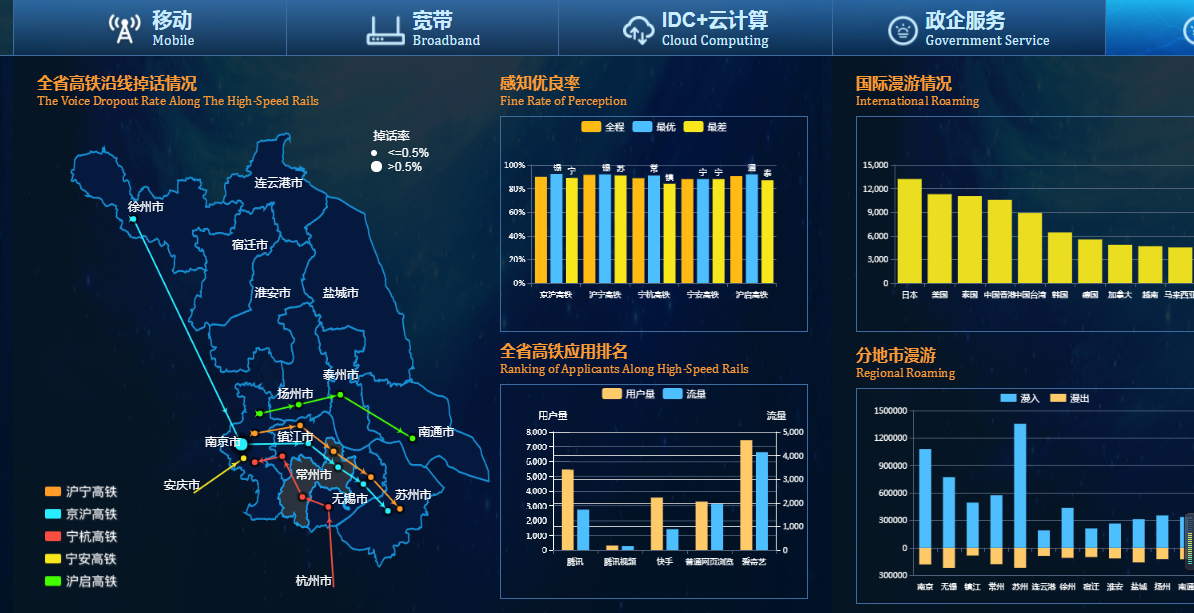 移动
Mobile
宽带
Broadband
IDC+云计算
Cloud Computing
政企服务
Government Service
全省高铁沿线掉话情况
The Voice Dropout Rate Along The High-Speed Rails
掉话率
<=0.5%
>0.5%
连云港市
徐州市
宿迁市
淮安市
盐城市
泰州市
扬州市
南通市
镇江市
南京市
常州市
安庆市
无锡市
苏州市
杭州市
沪宁高铁
京沪高铁
宁杭高铁
宁安高铁
沪启高铁
感知优良率
Fine Rate of Perception
全程 最优 最差
100%
80%
60%
40%
20%
0%
锡 宁 锡 苏 常 镇 宁 宁 通 泰
京沪高铁 沪宁高铁 宁杭高铁 宁安高铁 沪启高铁
全省高铁应用排名
Ranking of Applicants Along High-Speed Rails
用户量 流量
用户量 流量
8,000
7,000
6,000
5,000
4,000
3,000
2,000
1,000
0
5,000
4,000
3,000
2,000
1,000
0
腾讯 腾讯视频 快手 普通网页浏览 爱奇艺
国际漫游情况
International Roaming
15,000
12,000
9,000
6,000
3,000
0
日本 美国 泰国 中国香港 中国台湾 韩国 德国 加拿大 越南 马来西亚
分地市漫游
Regional Roaming
漫入 漫出
1500000
1200000
900000
600000
300000
0
300000
南京 无锡 镇江 常州 苏州 连云港 徐州 宿迁 淮安 盐城 扬州 南通